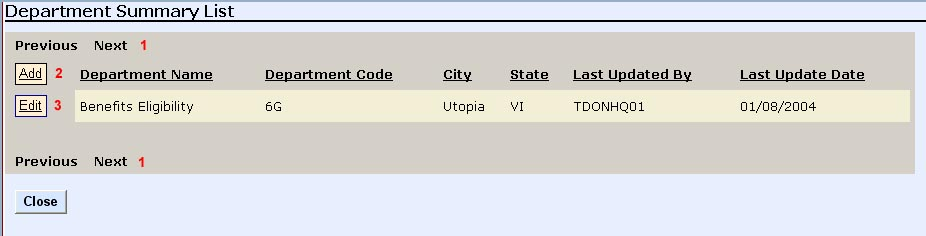 Department Summary List
Previous Next 1
Add 2 Department Name Department Code City State Last Updated By Last Update Date
Edit 3 Benefits Eligibility 6G Utopia VI TDONHQ01 01/08/2004
Previous Next 1
Close